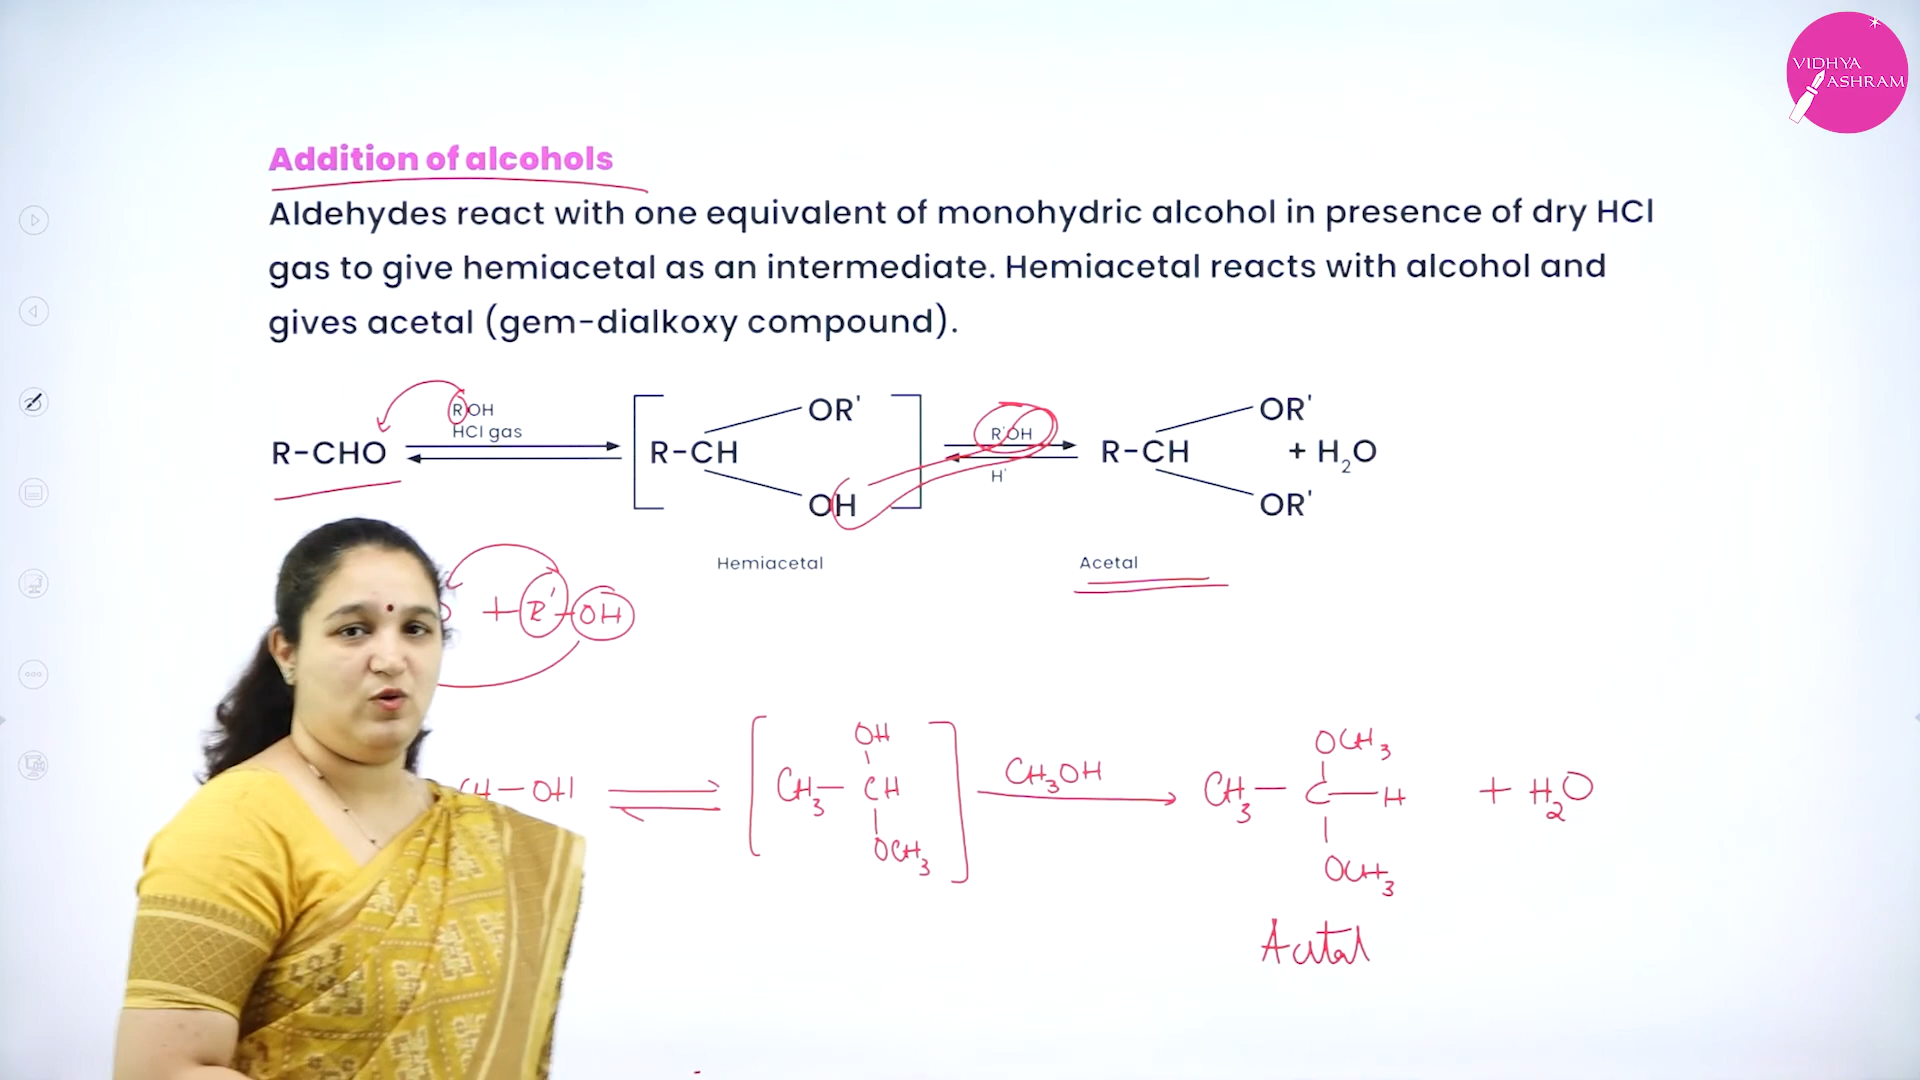 VIDHYA
ASHRAM
Addition of alcohols
Aldehydes react with one equivalent of monohydric alcohol in presence of dry HCl
gas to give hemiacetal as an intermediate. Hemiacetal reacts with alcohol and
gives acetal (gem-dialkoxy compound).
R-CHO
R'OH
HCl gas
R-CH
OR'
OH
R'OH
H+
R-CH
OR'
OR'
+ H2O
Hemiacetal
Acetal
+ R' - OH
CH - OH
OH
CH3 - CH
OCH3
CH3OH
OCH3
CH3 - C - H + H2O
OCH3
Acetal